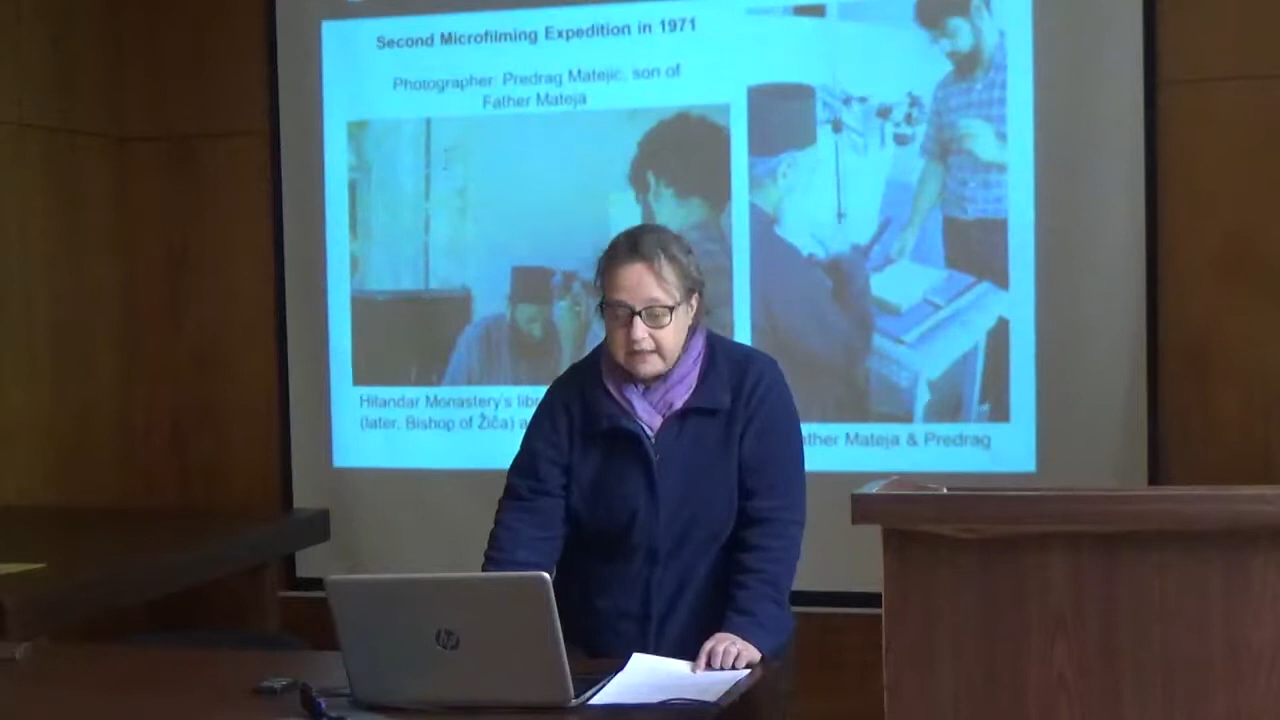 Second Microfilming Expedition in 1971
Photographer: Predrag Matejic, son of
Father Mateja
Hilandar Monastery's
(later, Bishop of Žiča)
Mateja & Predrag
hp